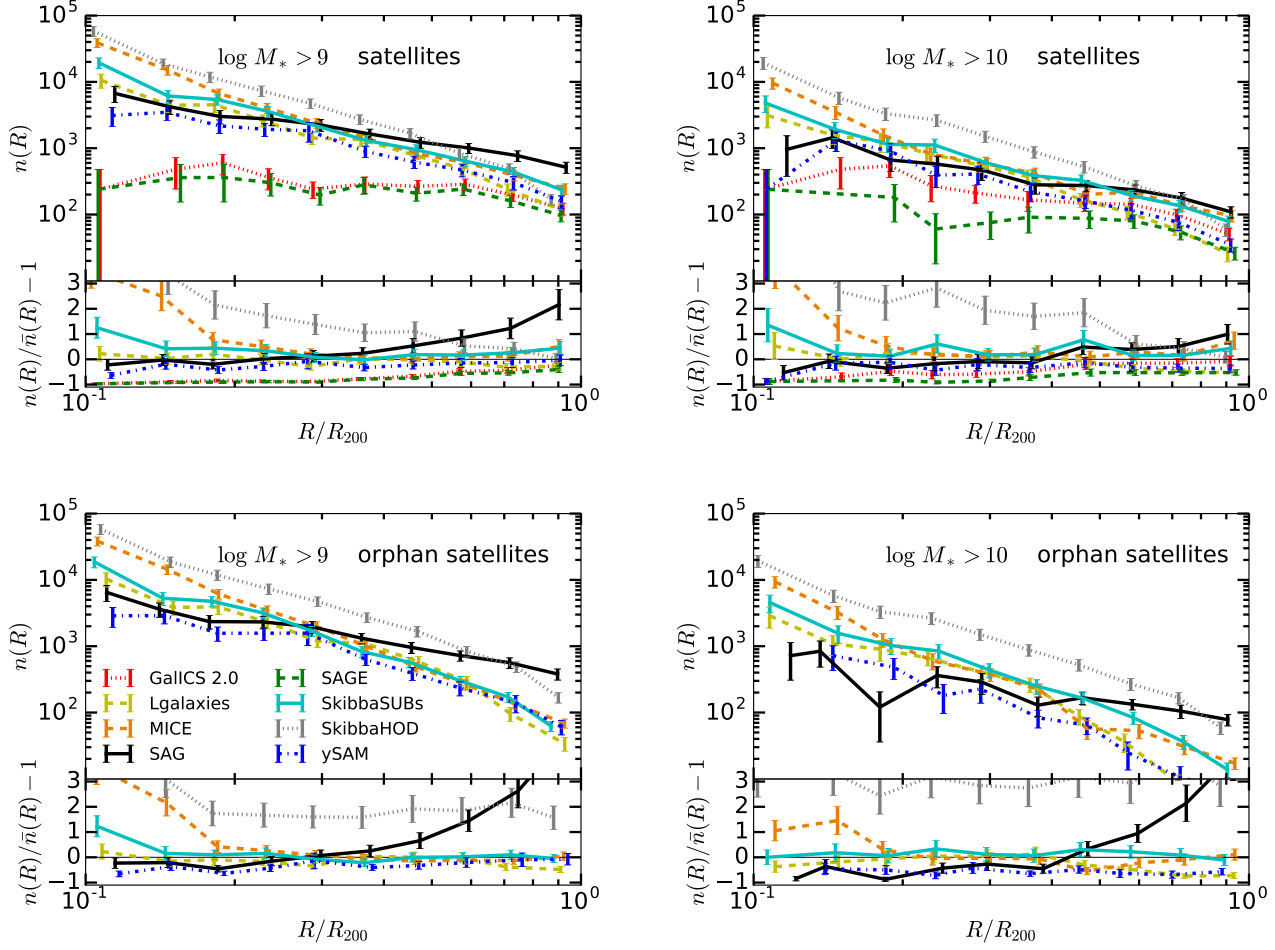 10^5
10^4
10^3
10^2
n(R)
log M_* > 9 satellites
3
2
1
0
−1
n(R)/n̄(R) − 1
10^-1
10^0
R/R_200
10^5
10^4
10^3
10^2
n(R)
log M_* > 10 satellites
3
2
1
0
−1
n(R)/n̄(R) − 1
10^-1
10^0
R/R_200
10^5
10^4
10^3
10^2
n(R)
log M_* > 9 orphan satellites
GalICS 2.0
Lgalaxies
MICE
SAG
SAGE
SkibbaSUBs
SkibbaHOD
ySAM
3
2
1
0
−1
n(R)/n̄(R) − 1
10^-1
10^0
R/R_200
10^5
10^4
10^3
10^2
n(R)
log M_* > 10 orphan satellites
3
2
1
0
−1
n(R)/n̄(R) − 1
10^-1
10^0
R/R_200